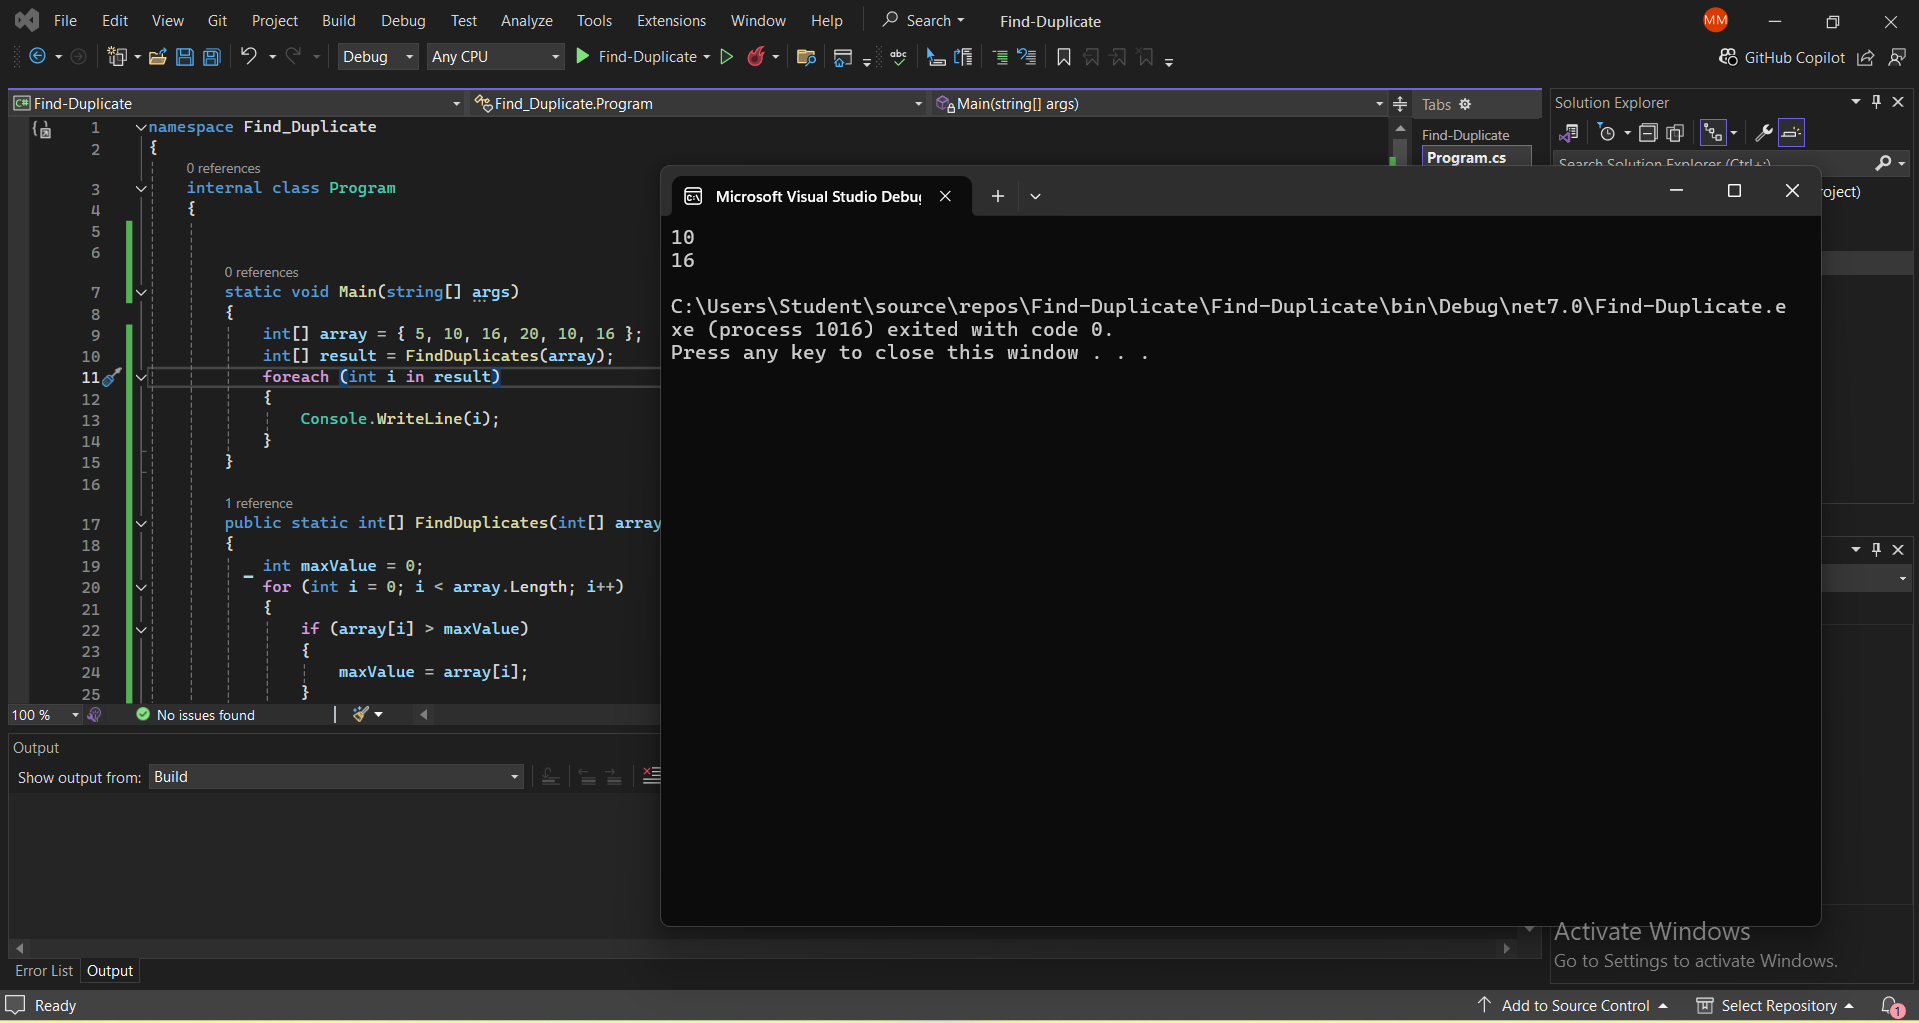 File Edit View Git Project Build Debug Test Analyze Tools Extensions Window Help Search Find-Duplicate MM
Debug Any CPU Find-Duplicate GitHub Copilot
C# Find-Duplicate Find_Duplicate.Program Main(string[] args) Tabs Solution Explorer
Find-Duplicate
Program.cs
Search Solution Explorer (Ctrl+;)
oject)
1 namespace Find_Duplicate
2 {
0 references
3 internal class Program
4 {
5
6
0 references
7 static void Main(string[] args)
8 {
9 int[] array = { 5, 10, 16, 20, 10, 16 };
10 int[] result = FindDuplicates(array);
11 foreach (int i in result)
12 {
13 Console.WriteLine(i);
14 }
15 }
16
1 reference
17 public static int[] FindDuplicates(int[] array
18 {
19 int maxValue = 0;
20 for (int i = 0; i < array.Length; i++)
21 {
22 if (array[i] > maxValue)
23 {
24 maxValue = array[i];
25 }
100 % No issues found
Microsoft Visual Studio Debu
10
16
C:\Users\Student\source\repos\Find-Duplicate\Find-Duplicate\bin\Debug\net7.0\Find-Duplicate.e
xe (process 1016) exited with code 0.
Press any key to close this window . . .
Output
Show output from: Build
Error List Output
Activate Windows
Go to Settings to activate Windows.
Ready Add to Source Control Select Repository 1